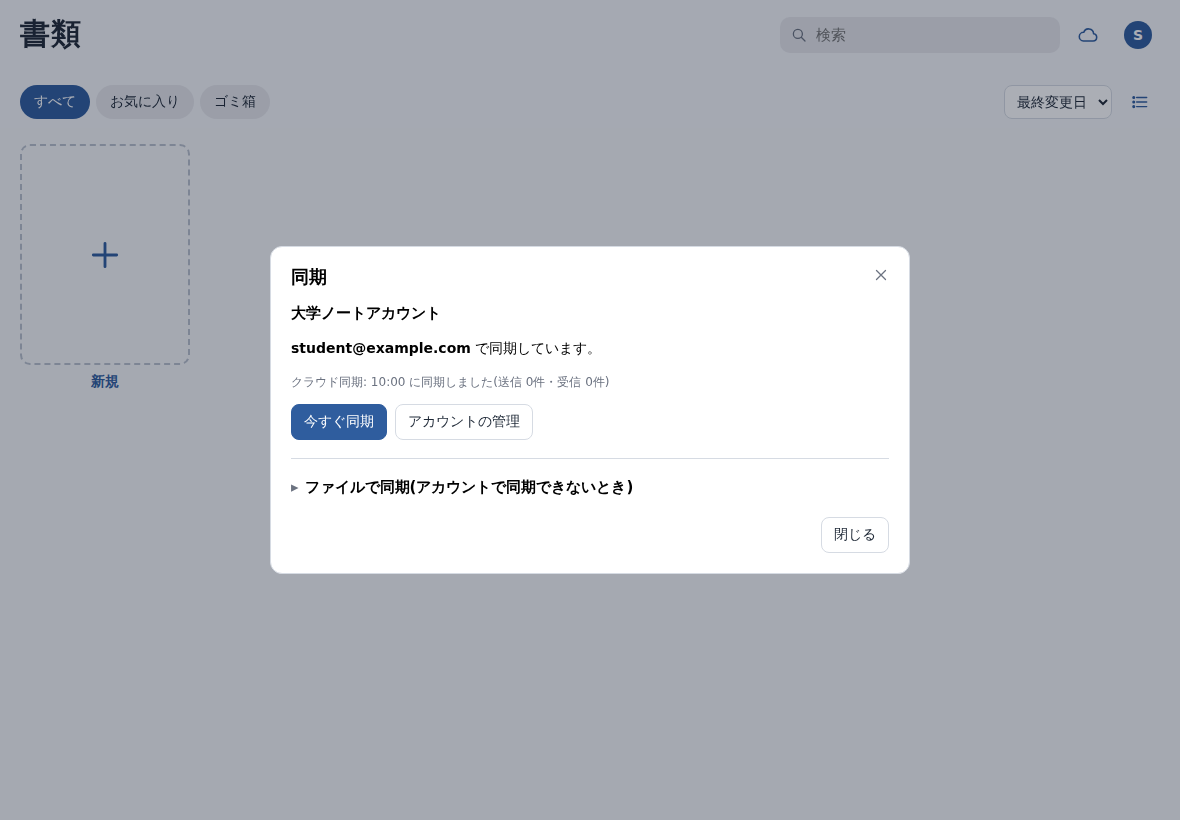 書類
検索
S
すべて
お気に入り
ゴミ箱
最終変更日
新規
同期
大学ノートアカウント
student@example.com で同期しています。
クラウド同期: 10:00 に同期しました(送信 0件・受信 0件)
今すぐ同期
アカウントの管理
ファイルで同期(アカウントで同期できないとき)
閉じる